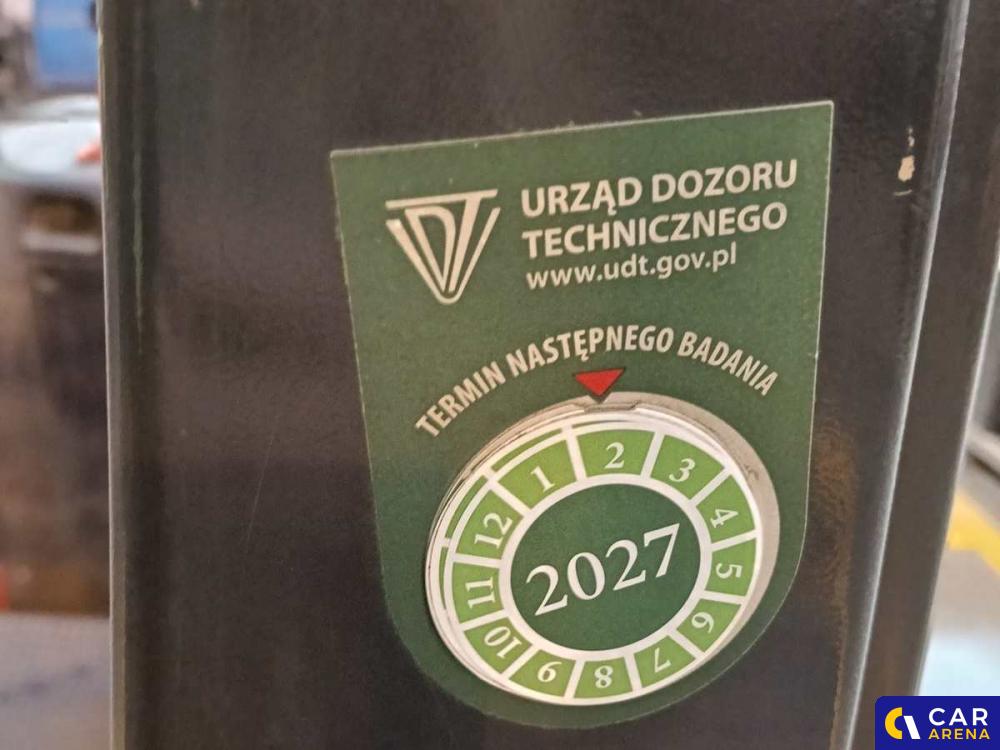 VDT
URZĄD DOZORU
TECHNICZNEGO
www.udt.gov.pl
TERMIN NASTĘPNEGO BADANIA
1 2 3 4 5 6 7 8 9 10 11 12
2027
CAR
ARENA